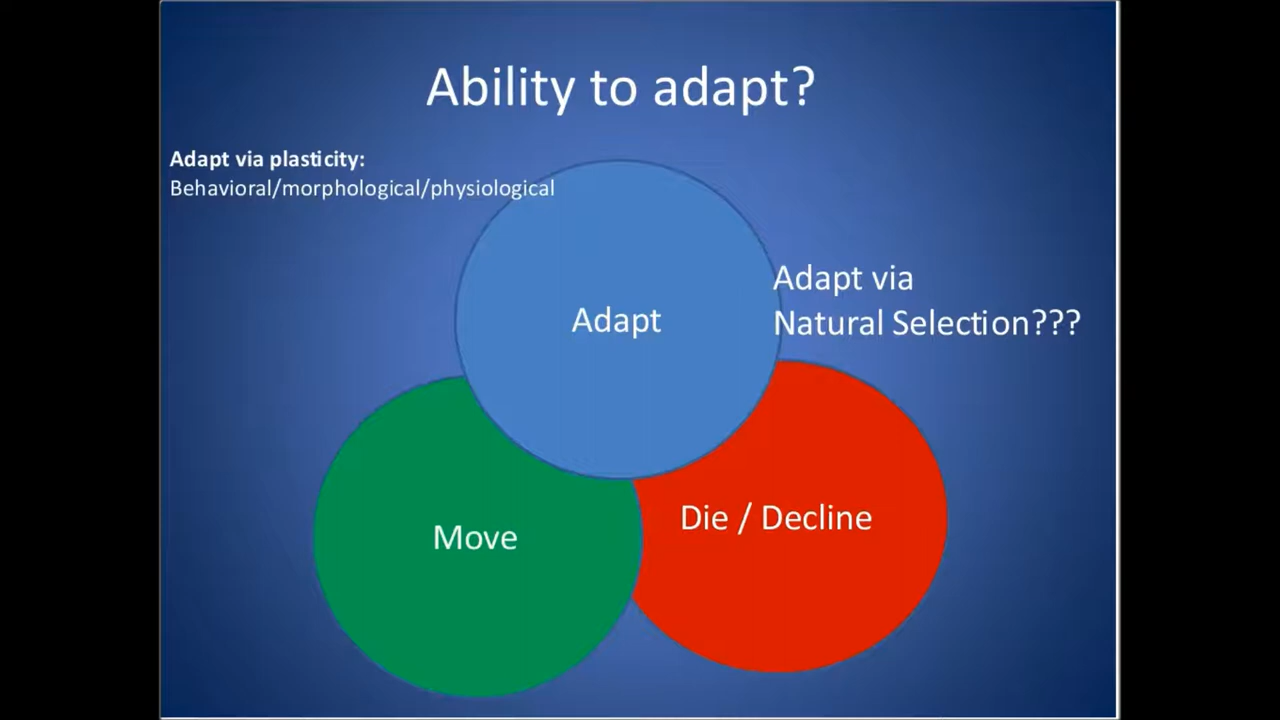 Ability to adapt?
Adapt via plasticity:
Behavioral/morphological/physiological
Adapt via
Natural Selection???
Adapt
Move
Die / Decline